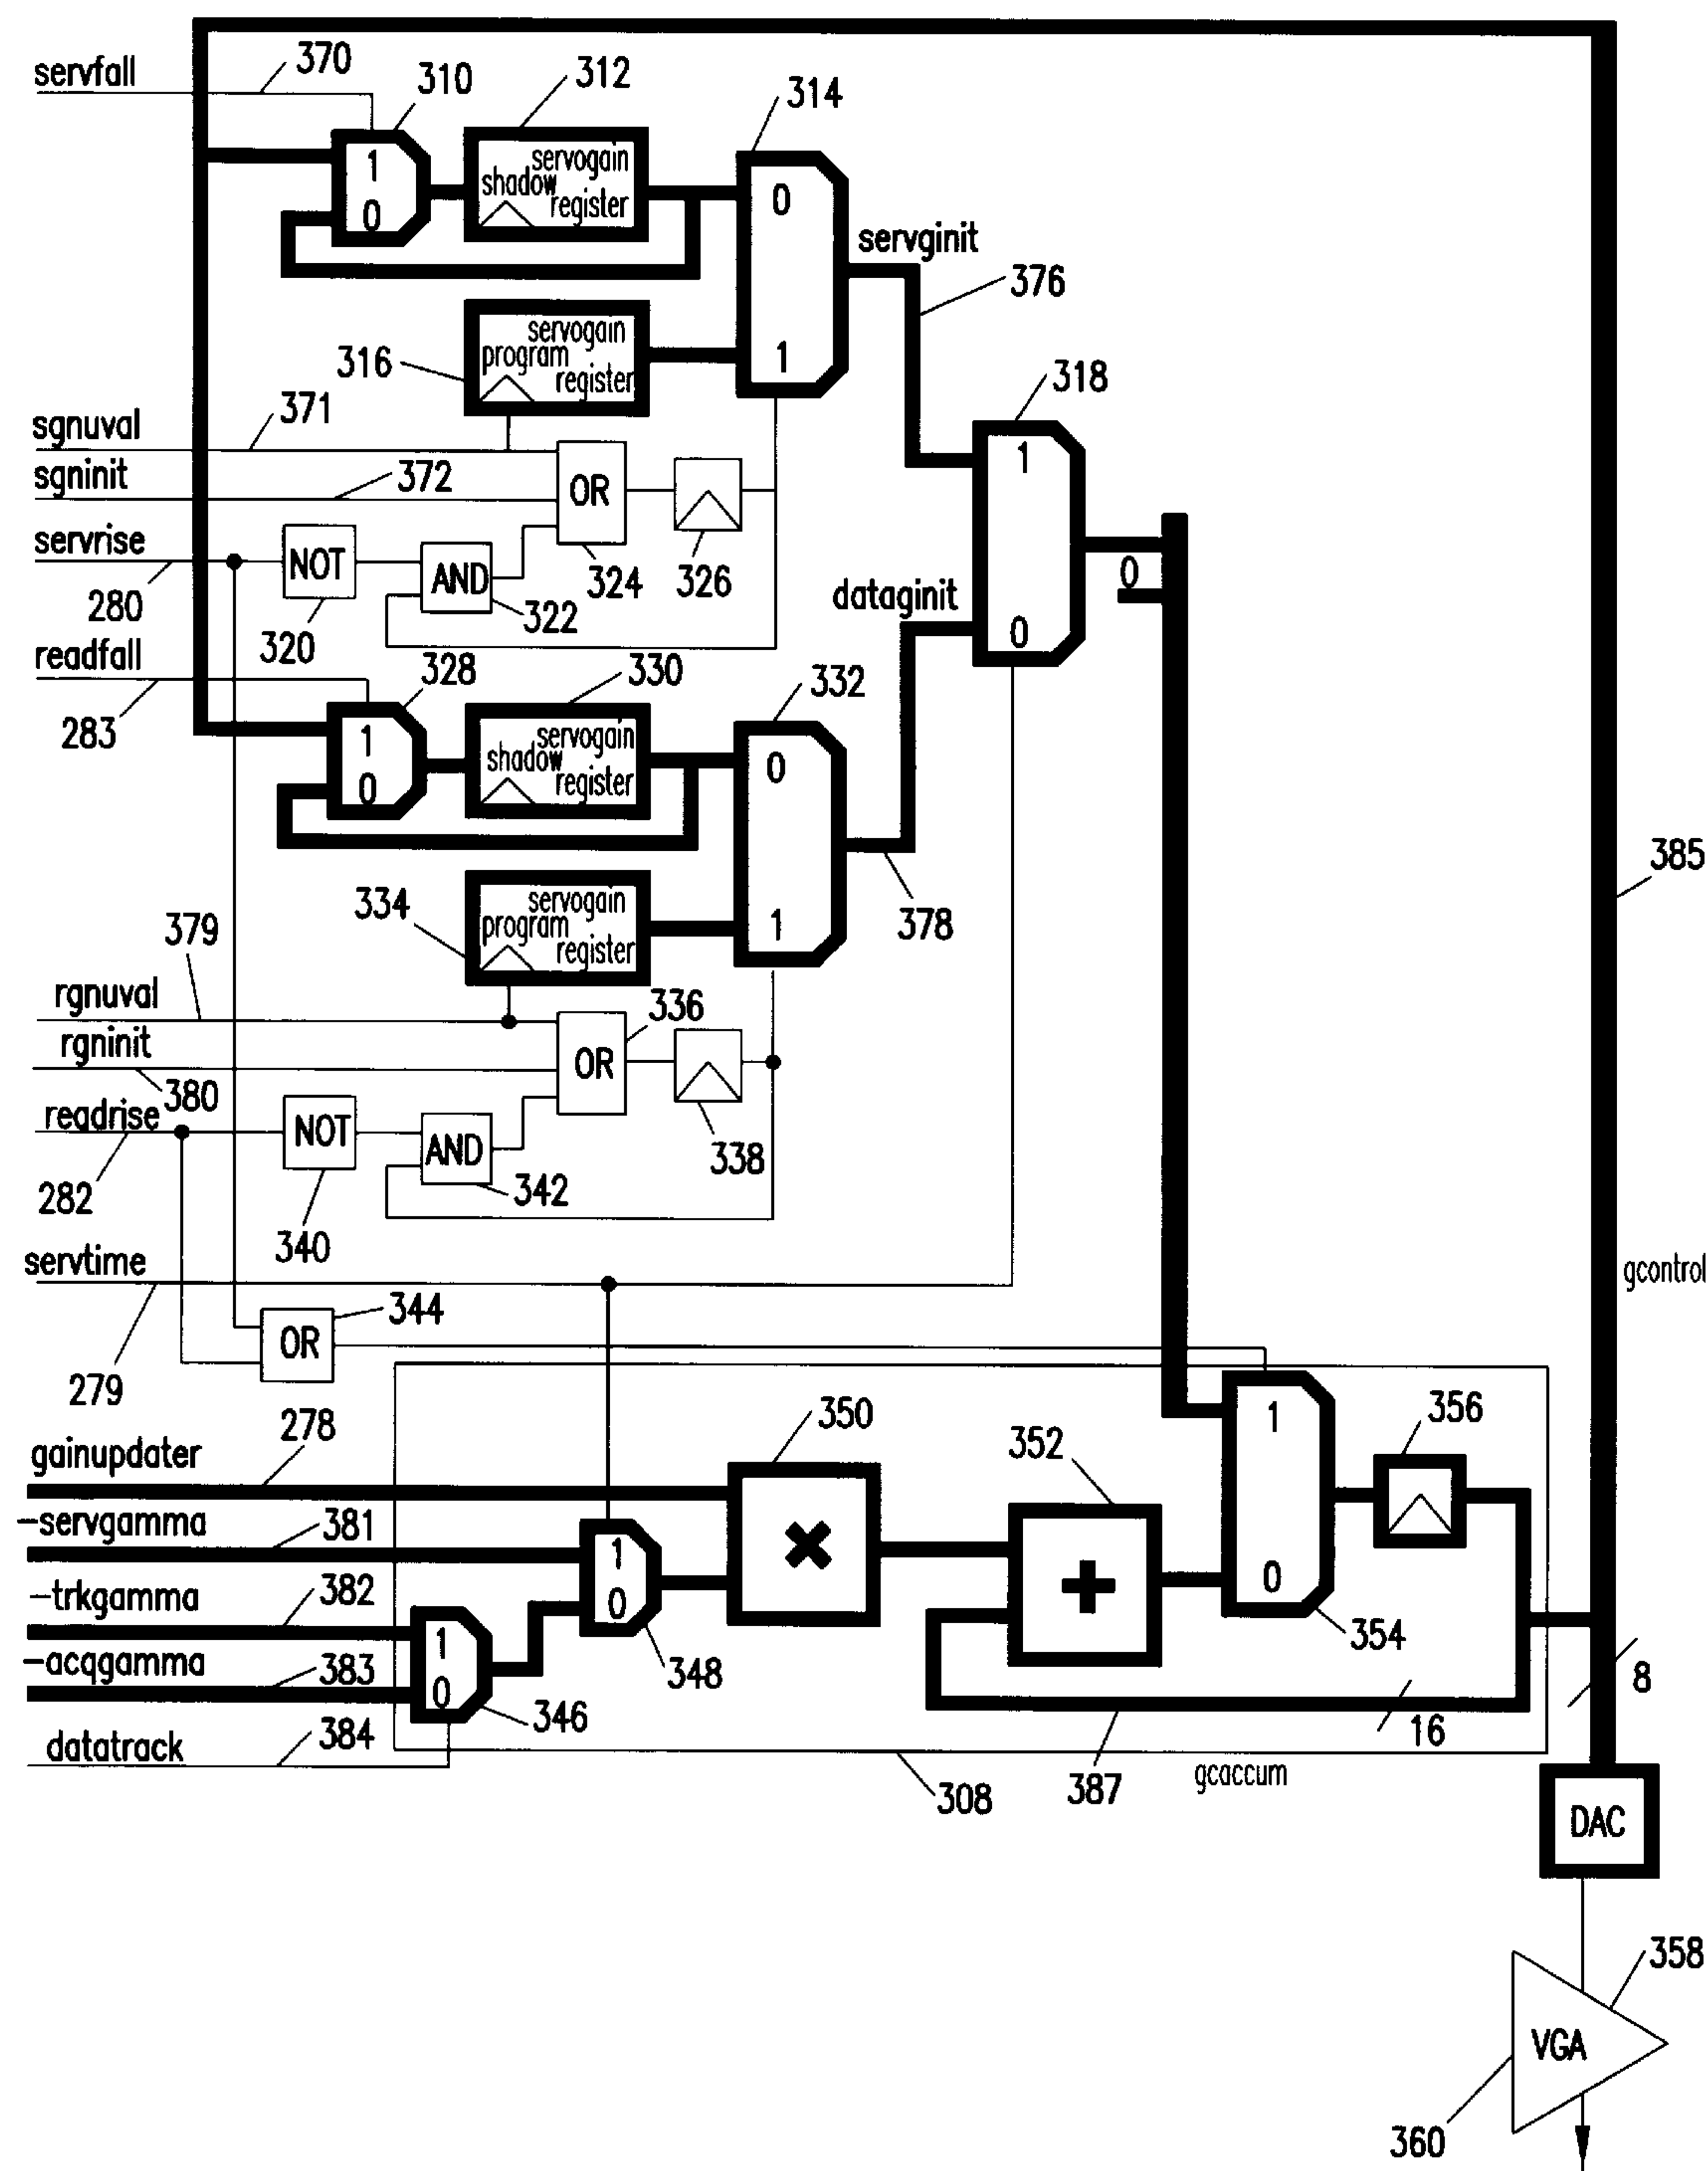 servfall
370
310
312
314
1
0
servogain
shadow
register
0
1
servginit
376
316
servogain
program
register
318
sgnuval
371
sgninit
372
servrise
280
NOT
320
AND
322
OR
324
326
1
0
0
dataginit
readfall
283
328
330
332
1
0
servogain
shadow
register
0
1
378
385
334
servogain
program
register
379
rgnuval
rgninit
380
336
OR
338
readrise
282
NOT
340
AND
342
servtime
279
344
OR
gcontrol
278
gainupdater
350
352
356
1
0
354
-servgamma
381
-trkgamma
382
-acqgamma
383
datatrack
384
1
0
346
1
0
348
×
+
16
8
387
gcaccum
308
DAC
358
VGA
360